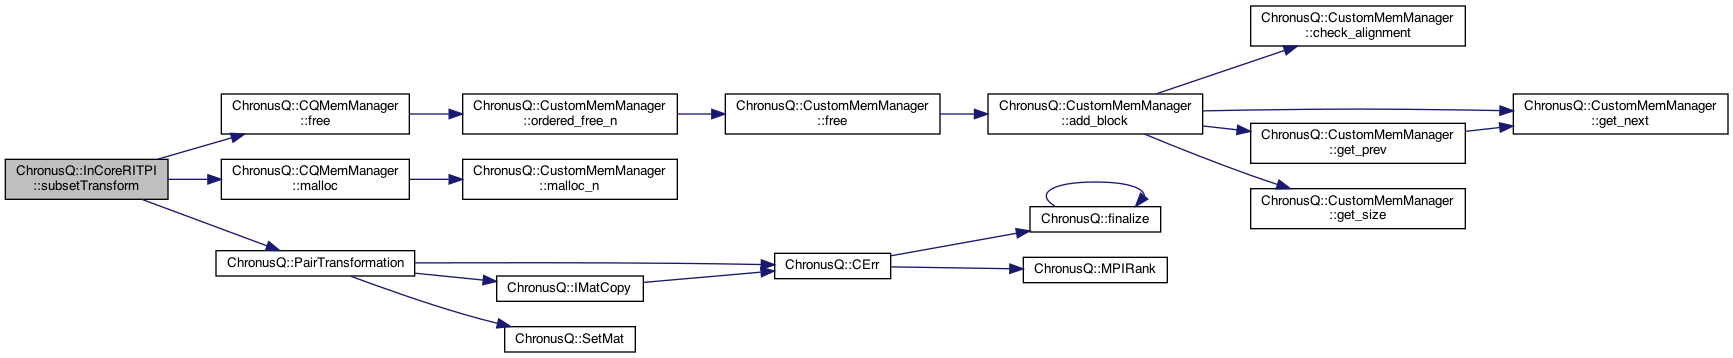 ChronusQ::InCoreRITPI
::subsetTransform
ChronusQ::CQMemManager
::free
ChronusQ::CustomMemManager
::ordered_free_n
ChronusQ::CustomMemManager
::free
ChronusQ::CustomMemManager
::add_block
ChronusQ::CustomMemManager
::check_alignment
ChronusQ::CustomMemManager
::get_next
ChronusQ::CustomMemManager
::get_prev
ChronusQ::CustomMemManager
::get_size
ChronusQ::CQMemManager
::malloc
ChronusQ::CustomMemManager
::malloc_n
ChronusQ::PairTransformation
ChronusQ::CErr
ChronusQ::finalize
ChronusQ::MPIRank
ChronusQ::IMatCopy
ChronusQ::SetMat